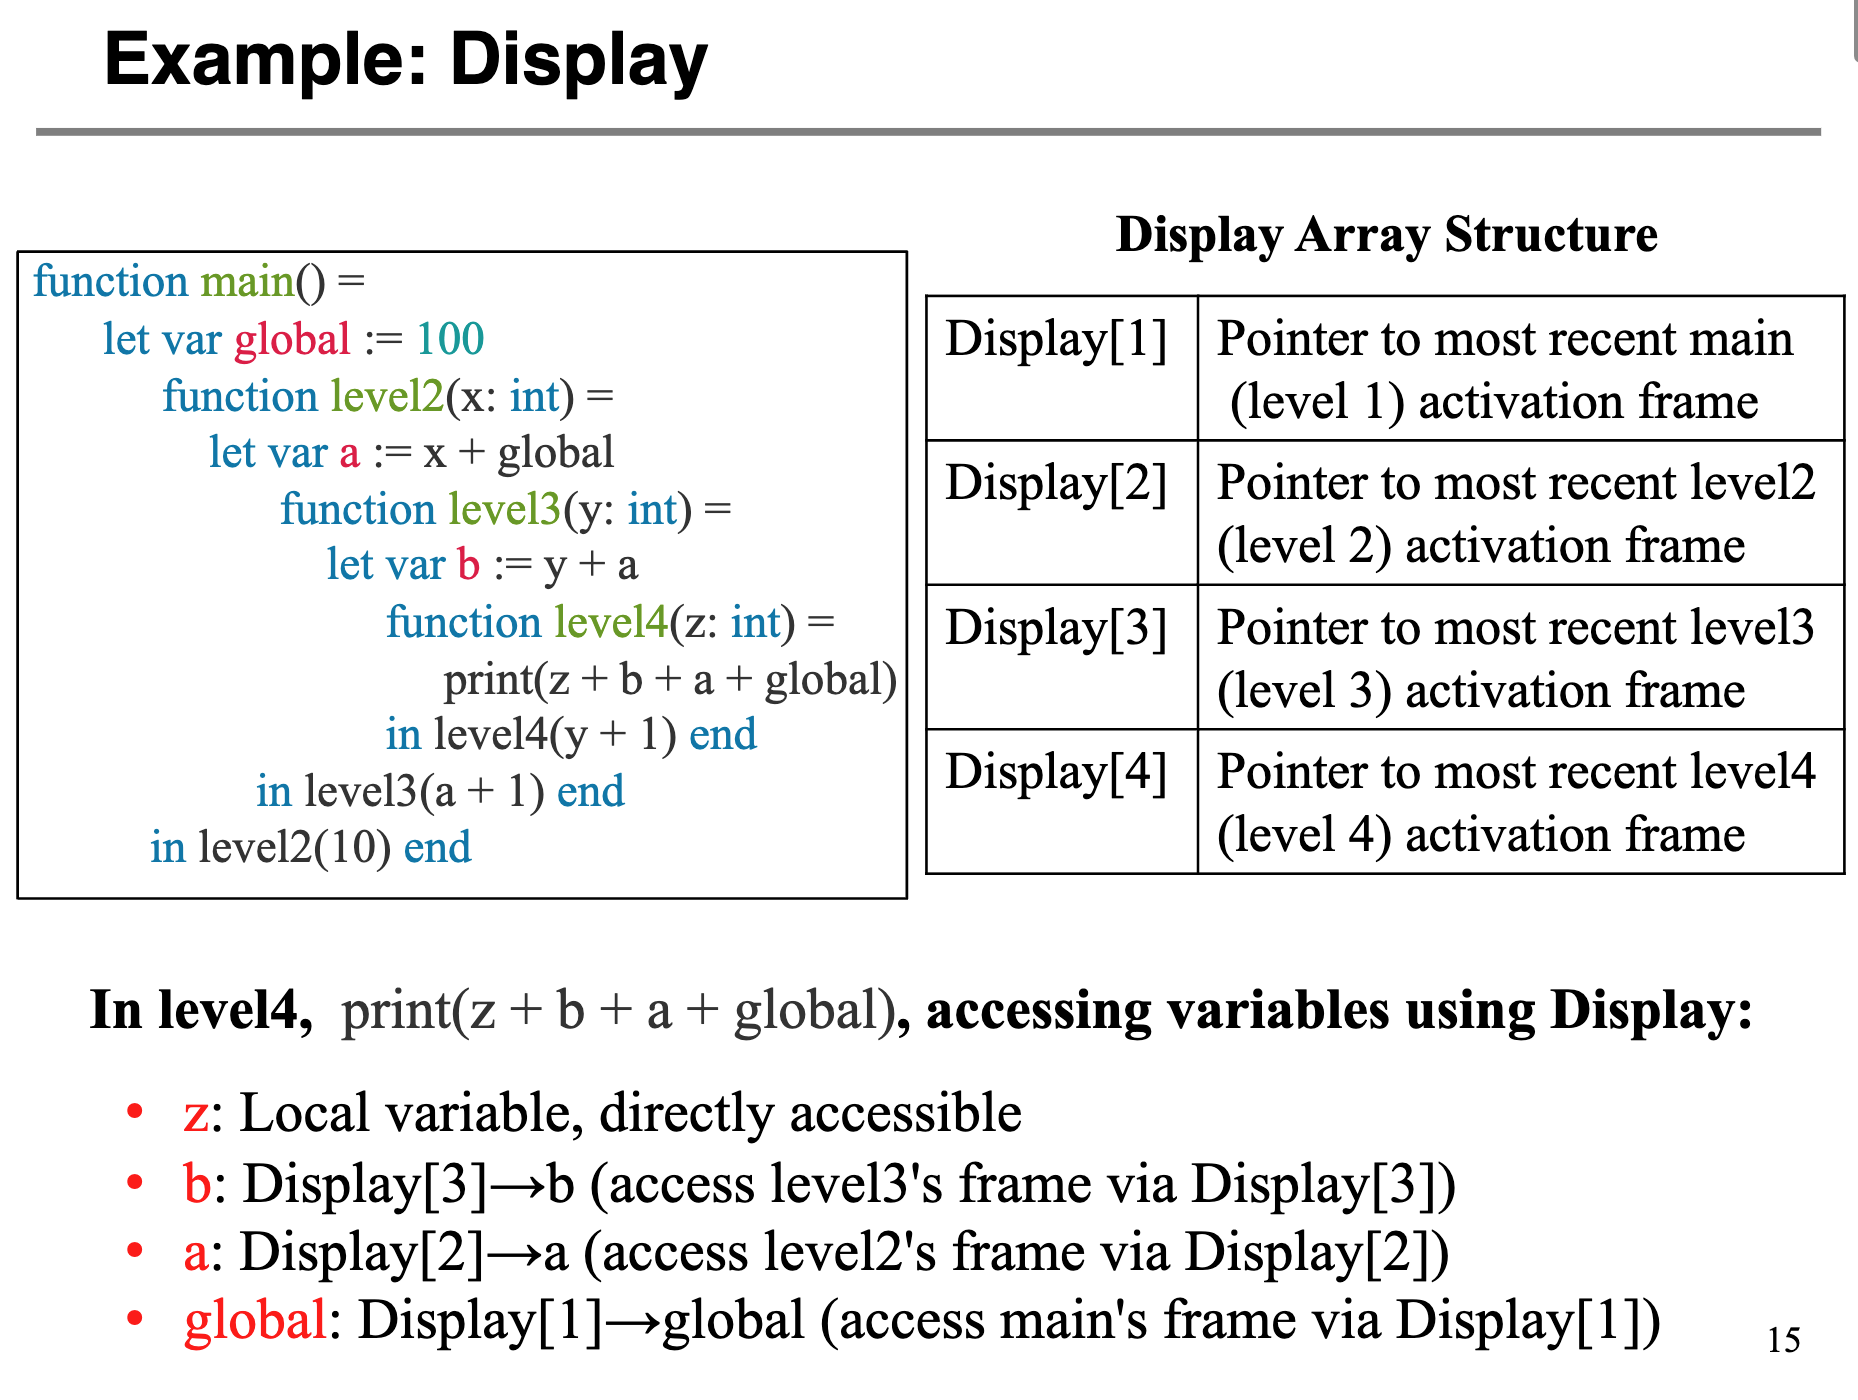 Example: Display
function main() =
let var global := 100
function level2(x: int) =
let var a := x + global
function level3(y: int) =
let var b := y + a
function level4(z: int) =
print(z + b + a + global)
in level4(y + 1) end
in level3(a + 1) end
in level2(10) end
Display Array Structure
Display[1]
Pointer to most recent main
(level 1) activation frame
Display[2]
Pointer to most recent level2
(level 2) activation frame
Display[3]
Pointer to most recent level3
(level 3) activation frame
Display[4]
Pointer to most recent level4
(level 4) activation frame
In level4, print(z + b + a + global), accessing variables using Display:
• z: Local variable, directly accessible
• b: Display[3]→b (access level3's frame via Display[3])
• a: Display[2]→a (access level2's frame via Display[2])
• global: Display[1]→global (access main's frame via Display[1])
15